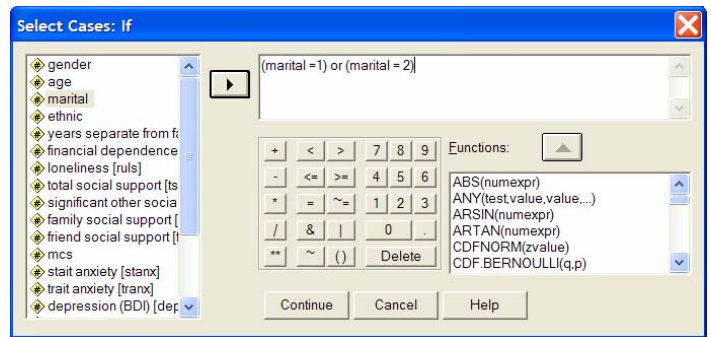 Select Cases: If
gender
age
marital
ethnic
years separate from fa
financial dependence
loneliness [ruls]
total social support [ts
significant other socia
family social support [
friend social support [f
mcs
stait anxiety [stanx]
trait anxiety [tranx]
depression (BDI) [dep
(marital =1) or (marital = 2)
+ < > 7 8 9
- <= >= 4 5 6
* = ~= 1 2 3
/ & | 0 .
** ~ () Delete
Functions:
ABS(numexpr)
ANY(test,value,value,...)
ARSIN(numexpr)
ARTAN(numexpr)
CDFNORM(zvalue)
CDF.BERNOULLI(q,p)
Continue Cancel Help